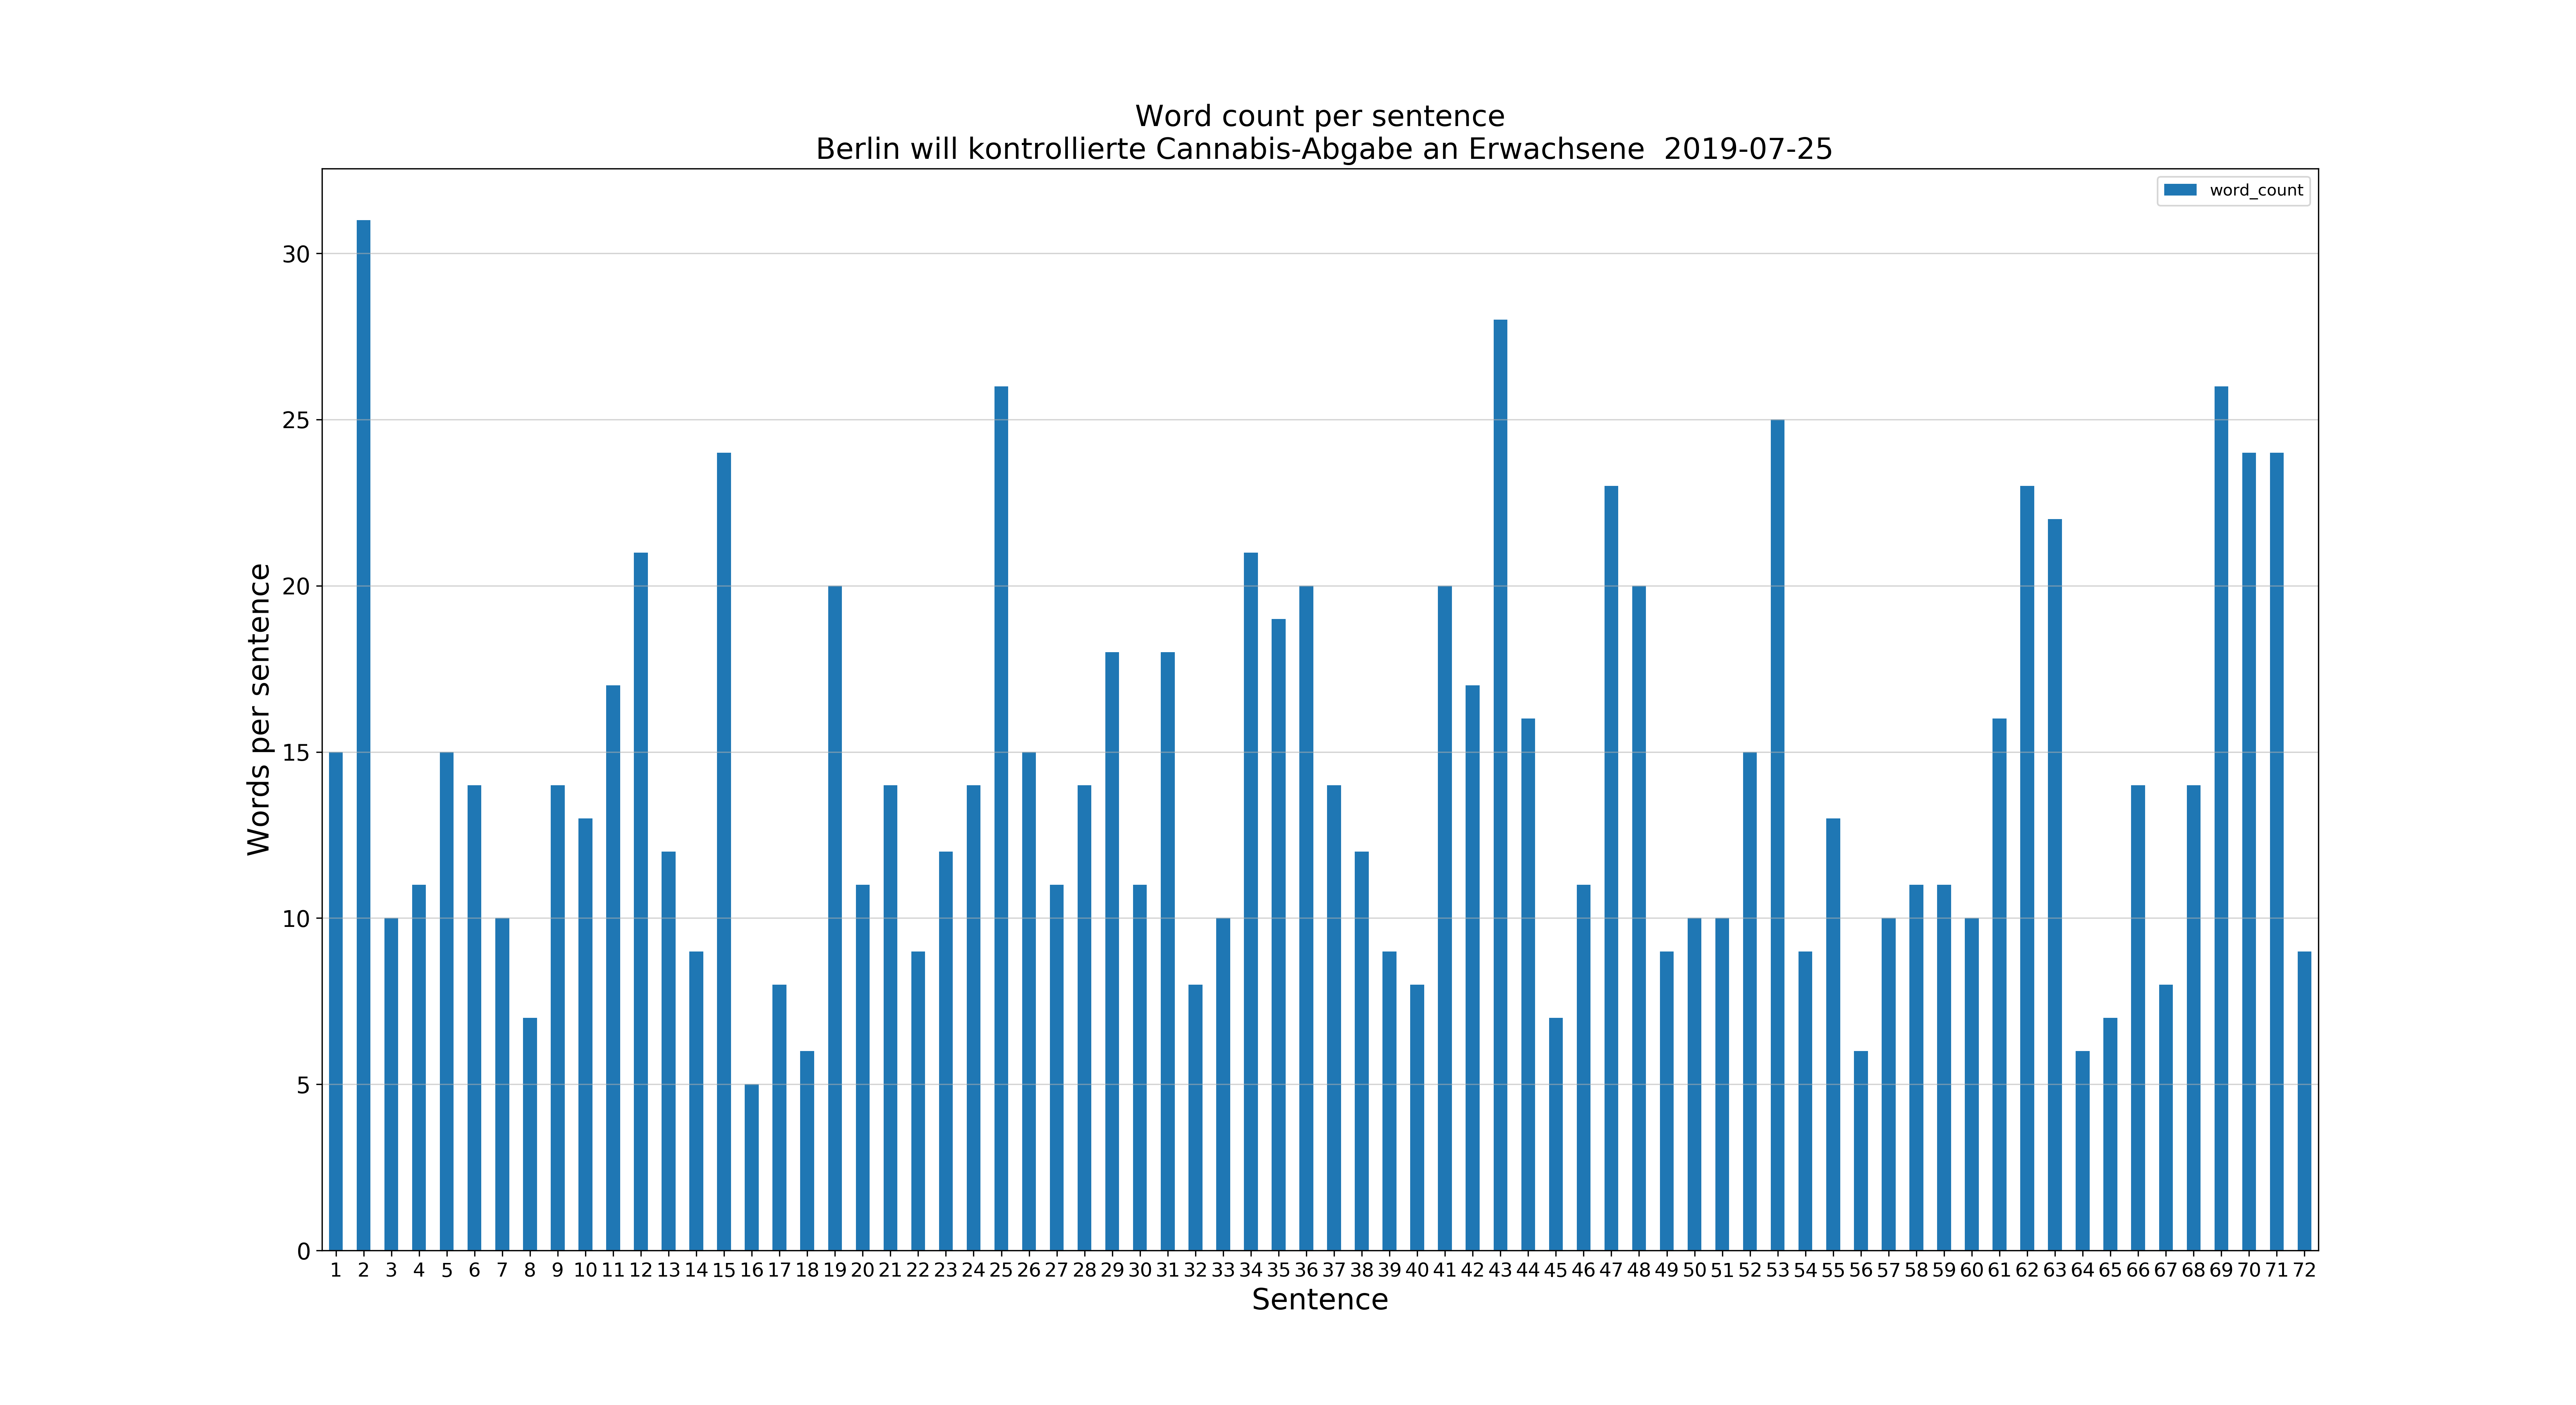 Word count per sentence
Berlin will kontrollierte Cannabis-Abgabe an Erwachsene  2019-07-25
word_count
30
25
20
15
10
5
0
Words per sentence
1 2 3 4 5 6 7 8 9 10 11 12 13 14 15 16 17 18 19 20 21 22 23 24 25 26 27 28 29 30 31 32 33 34 35 36 37 38 39 40 41 42 43 44 45 46 47 48 49 50 51 52 53 54 55 56 57 58 59 60 61 62 63 64 65 66 67 68 69 70 71 72
Sentence